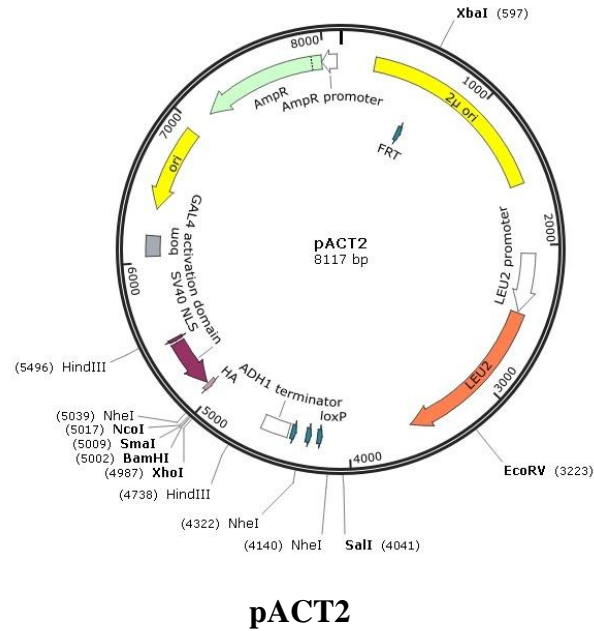 XbaI (597)
8000
1000
2μ ori
AmpR
AmpR promoter
FRT
7000
ori
2000
LEU2 promoter
pACT2
8117 bp
bom
GAL4 activation domain
SV40 NLS
6000
LEU2
3000
(5496) HindIII
HA
ADH1 terminator
loxP
5000
4000
(5039) NheI
(5017) NcoI
(5009) SmaI
(5002) BamHI
(4987) XhoI
(4738) HindIII
(4322) NheI
(4140) NheI
SalI (4041)
EcoRV (3223)
pACT2